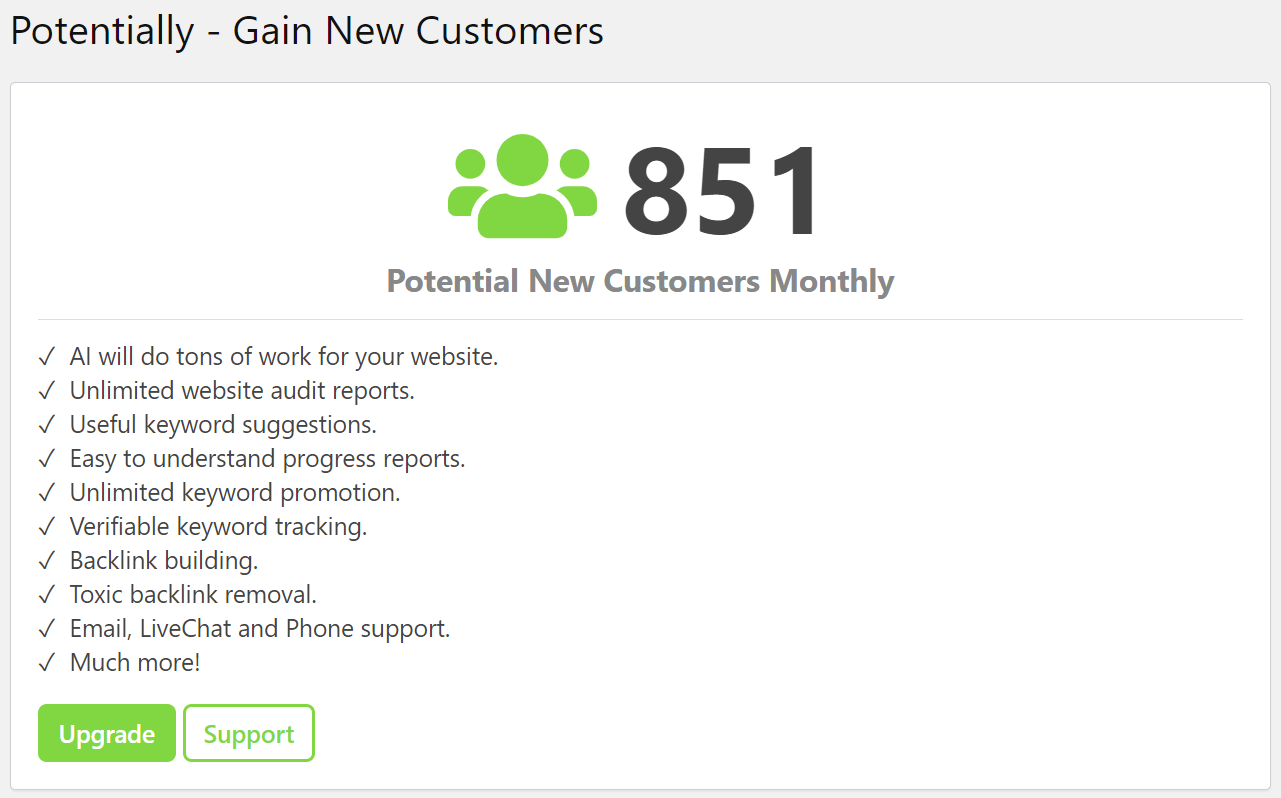 Potentially - Gain New Customers
851
Potential New Customers Monthly
✓ AI will do tons of work for your website.
✓ Unlimited website audit reports.
✓ Useful keyword suggestions.
✓ Easy to understand progress reports.
✓ Unlimited keyword promotion.
✓ Verifiable keyword tracking.
✓ Backlink building.
✓ Toxic backlink removal.
✓ Email, LiveChat and Phone support.
✓ Much more!
Upgrade Support